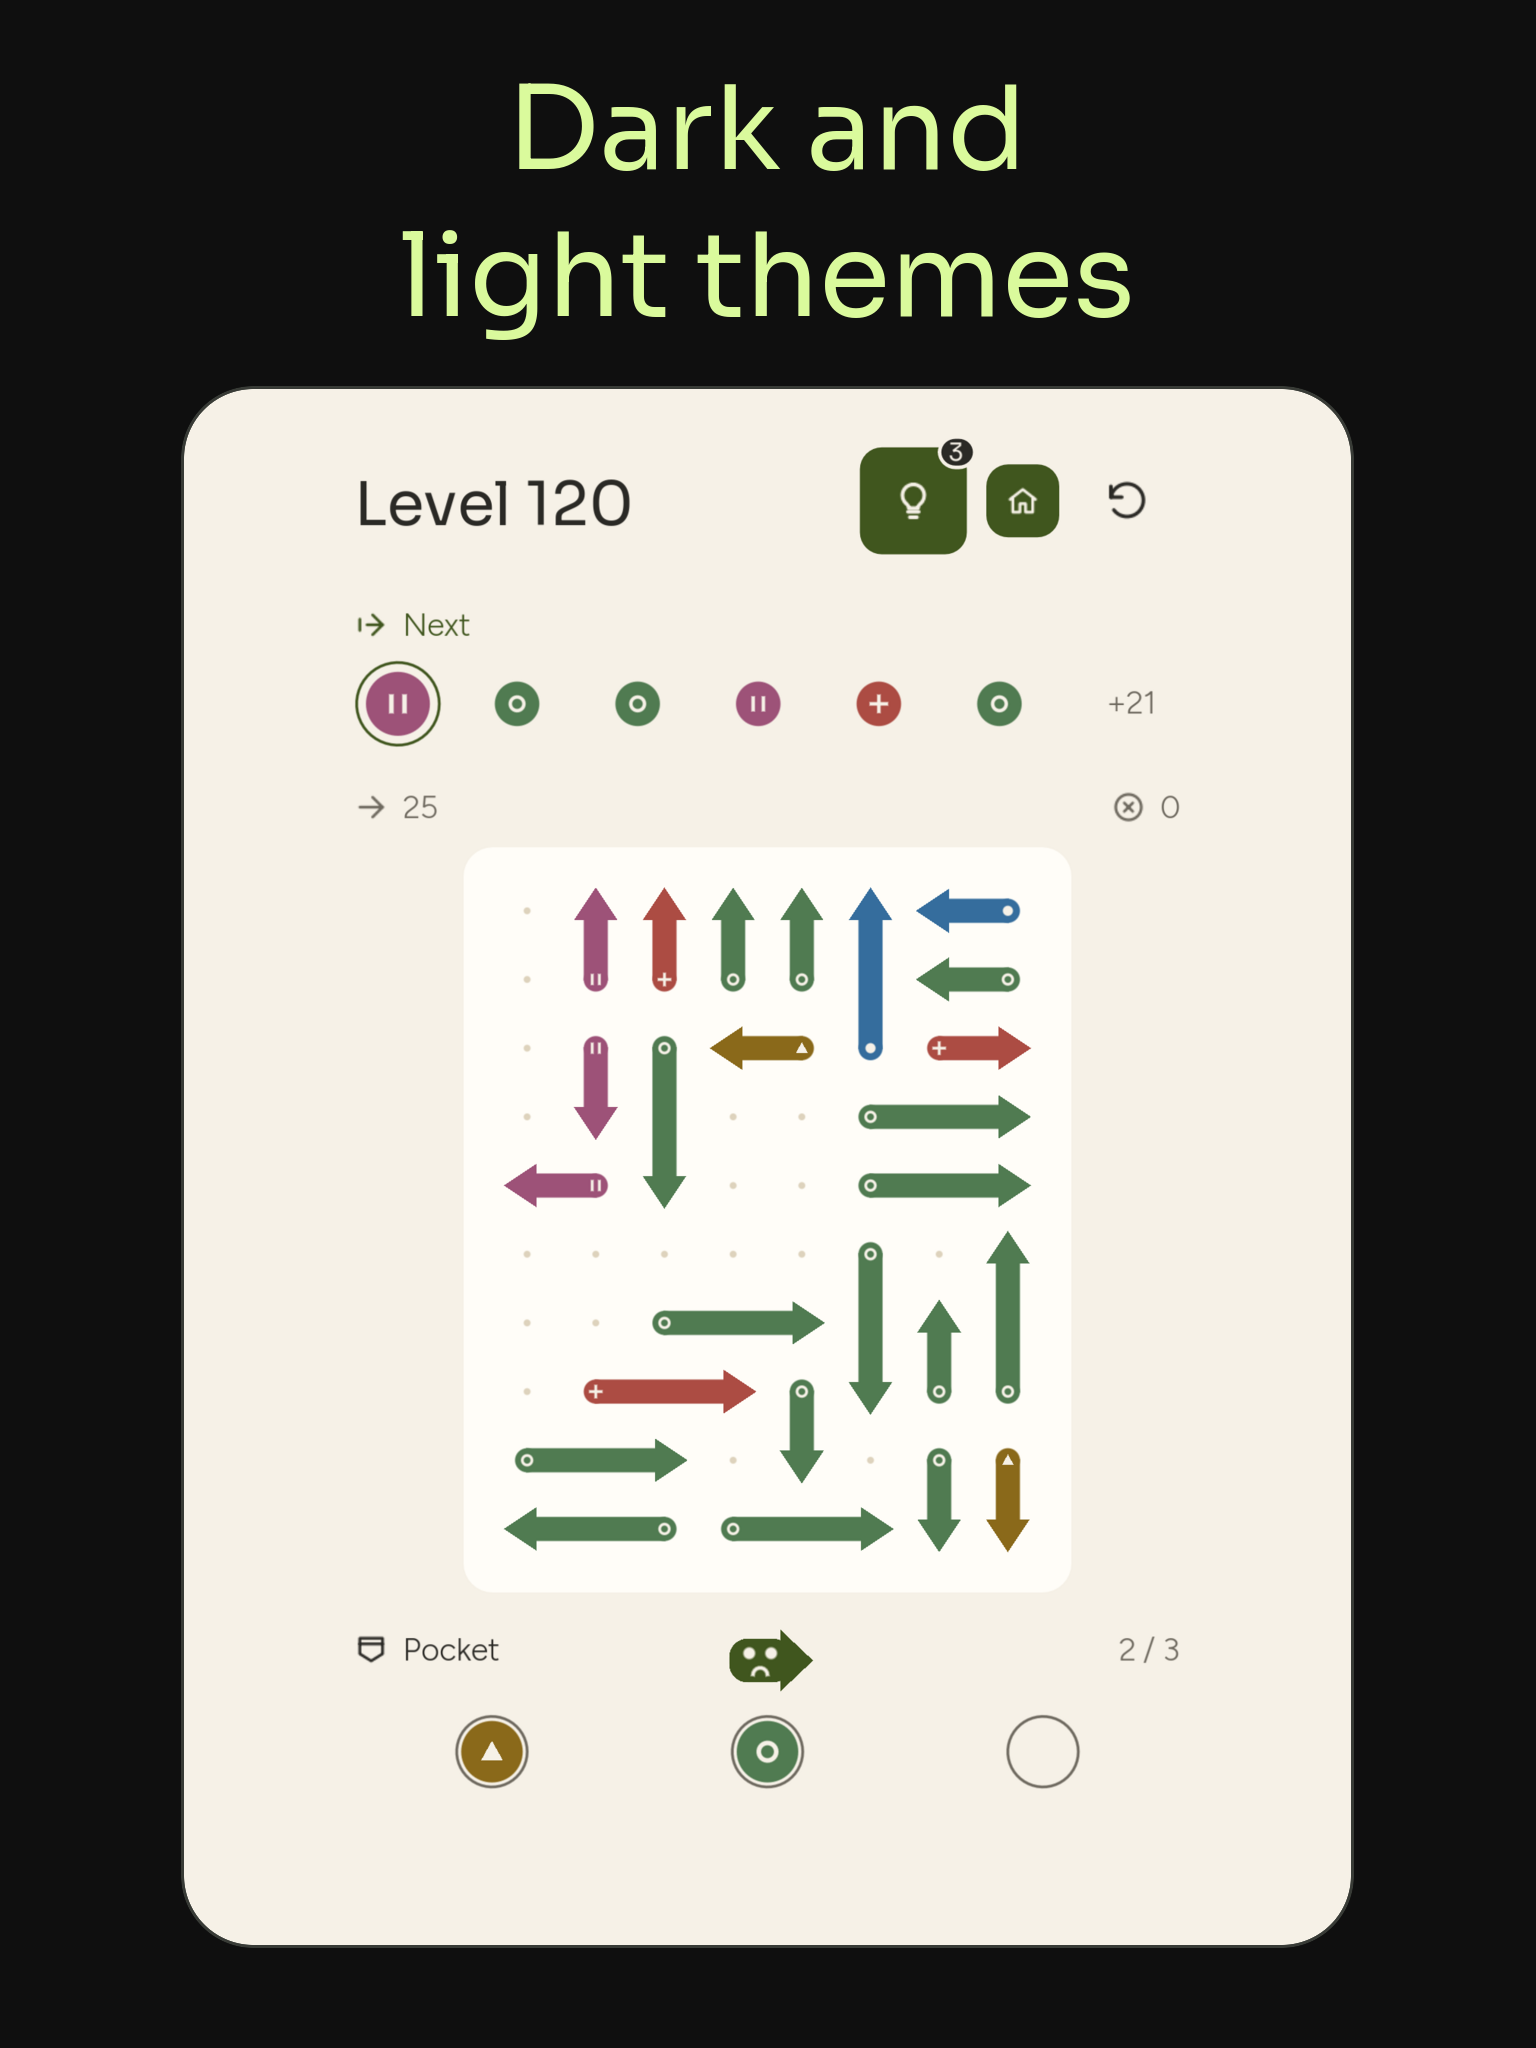 Dark and
light themes
Level 120
3
Next
+21
25
0
Pocket
2 / 3